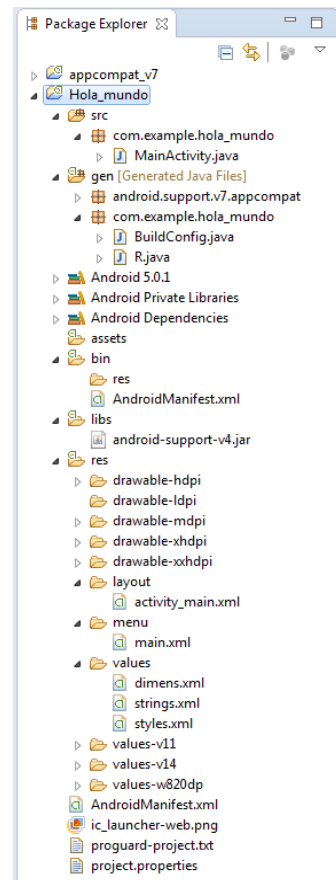 Package Explorer
appcompat_v7
Hola_mundo
src
com.example.hola_mundo
MainActivity.java
gen [Generated Java Files]
android.support.v7.appcompat
com.example.hola_mundo
BuildConfig.java
R.java
Android 5.0.1
Android Private Libraries
Android Dependencies
assets
bin
res
AndroidManifest.xml
libs
android-support-v4.jar
res
drawable-hdpi
drawable-ldpi
drawable-mdpi
drawable-xhdpi
drawable-xxhdpi
layout
activity_main.xml
menu
main.xml
values
dimens.xml
strings.xml
styles.xml
values-v11
values-v14
values-w820dp
AndroidManifest.xml
ic_launcher-web.png
proguard-project.txt
project.properties